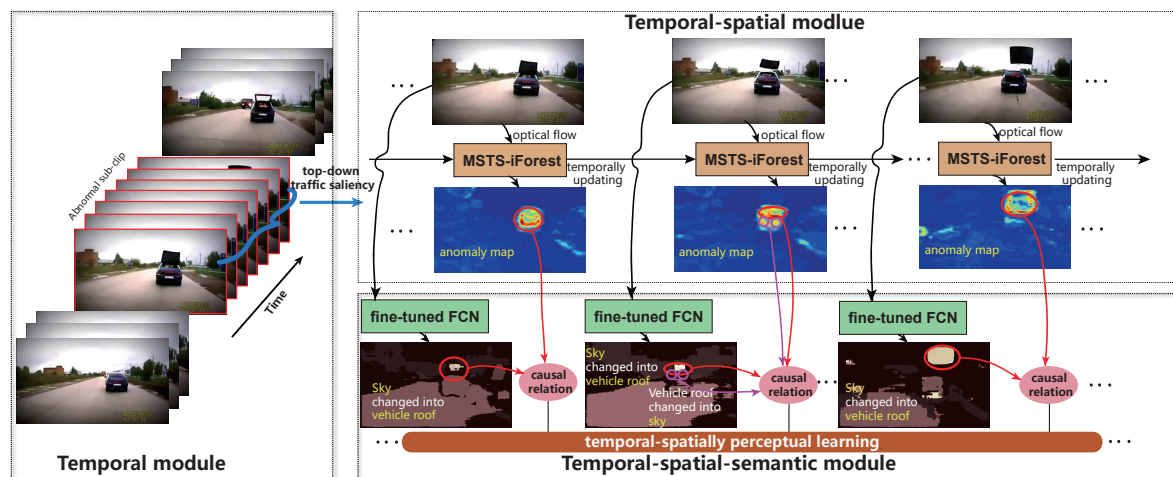 Temporal-spatial modlue
Abnormal sub-clip
top-down
traffic saliency
Time
Temporal module
...
optical flow
MSTS-iForest
temporally
updating
...
anomaly map
...
optical flow
MSTS-iForest
temporally
updating
...
anomaly map
...
optical flow
MSTS-iForest
temporally
updating
anomaly map
...
fine-tuned FCN
Sky
changed into
vehicle roof
causal
relation
fine-tuned FCN
Sky
changed into
vehicle roof
Vehicle roof
changed into
sky
causal
relation
...
fine-tuned FCN
Sky
changed into
vehicle roof
causal
relation
...
...
temporal-spatially perceptual learning
...
Temporal-spatial-semantic module